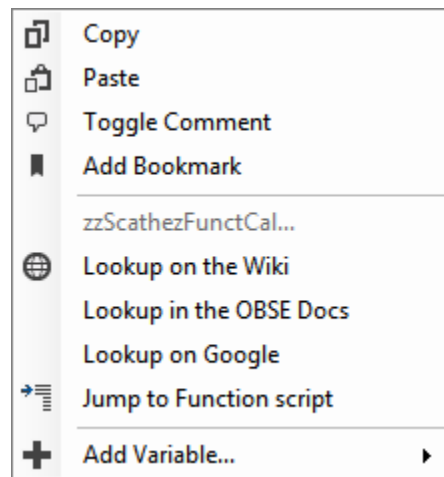 Copy
Paste
Toggle Comment
Add Bookmark
zzScathezFunctCal...
Lookup on the Wiki
Lookup in the OBSE Docs
Lookup on Google
Jump to Function script
Add Variable...